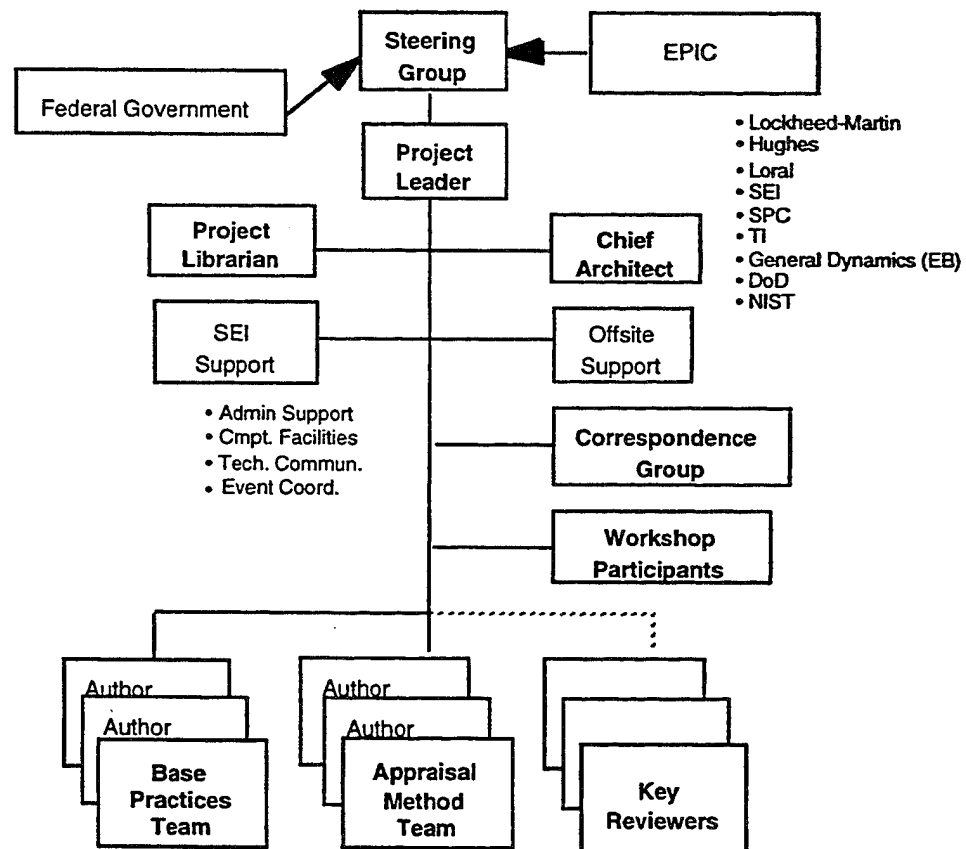 Steering
Group
EPIC
Federal Government
Project
Leader
• Lockheed-Martin
• Hughes
• Loral
• SEI
• SPC
• TI
• General Dynamics (EB)
• DoD
• NIST
Project
Librarian
Chief
Architect
SEI
Support
Offsite
Support
• Admin Support
• Cmpt. Facilities
• Tech. Commun.
• Event Coord.
Correspondence
Group
Workshop
Participants
Author
Author
Base
Practices
Team
Author
Author
Appraisal
Method
Team
Key
Reviewers